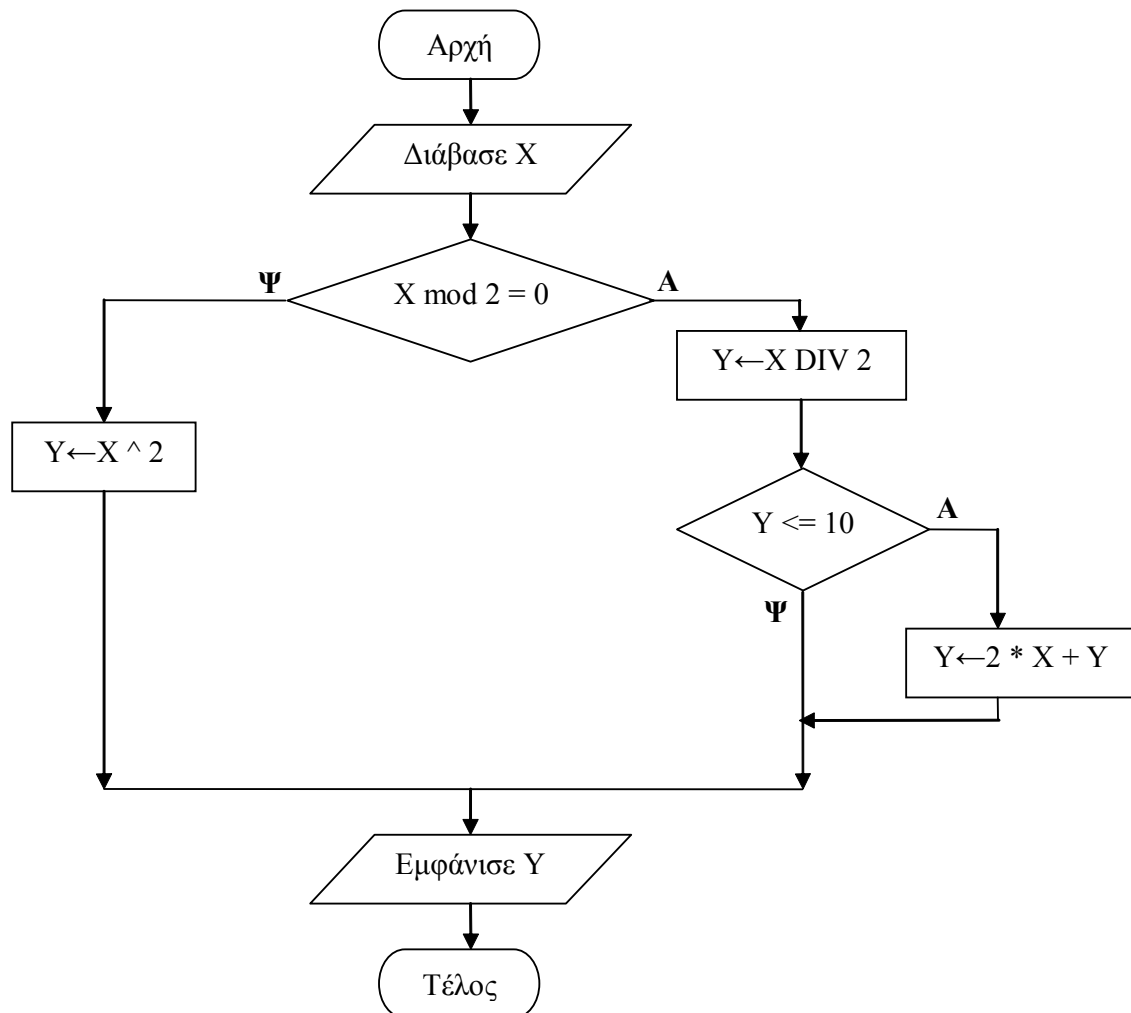 Αρχή
Διάβασε Χ
Ψ
Α
X mod 2 = 0
Y←X DIV 2
Y←X ^ 2
Y <= 10
Α
Ψ
Y←2 * X + Y
Εμφάνισε Υ
Τέλος